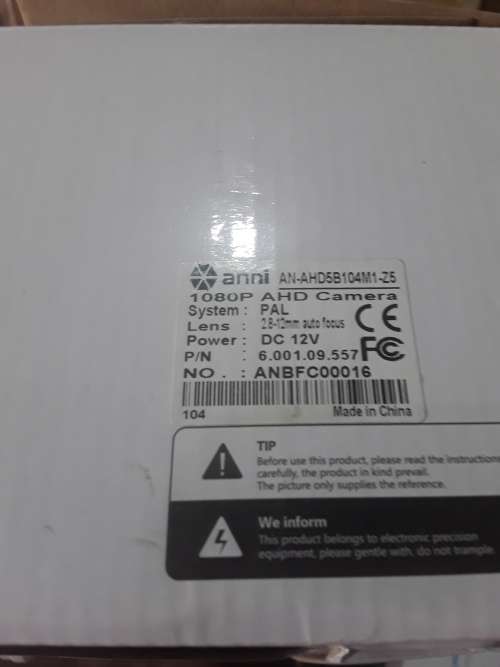 anni AN-AHD5B104M1-Z5
1080P AHD Camera
System : PAL
Lens : 2.8-12mm auto focus
Power : DC 12V
P/N : 6.001.09.557
NO . : ANBFC00016
CE
FC
104 Made in China
TIP
Before use this product, please read the instructions
carefully, the product in kind prevail.
The picture only supplies the reference.
We inform
This product belongs to electronic precision
equipment, please gentle with, do not trample.